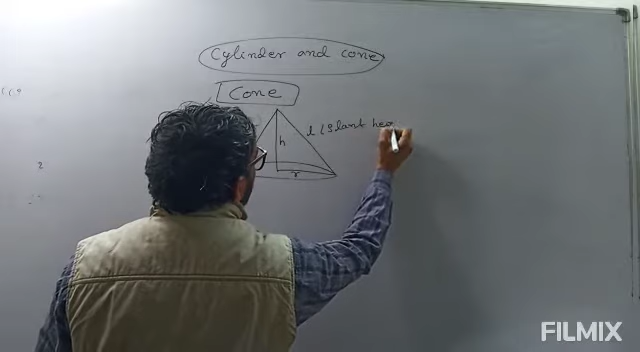 Cylinder and cone
Cone
h
l (Slant hei
r
FILMIX